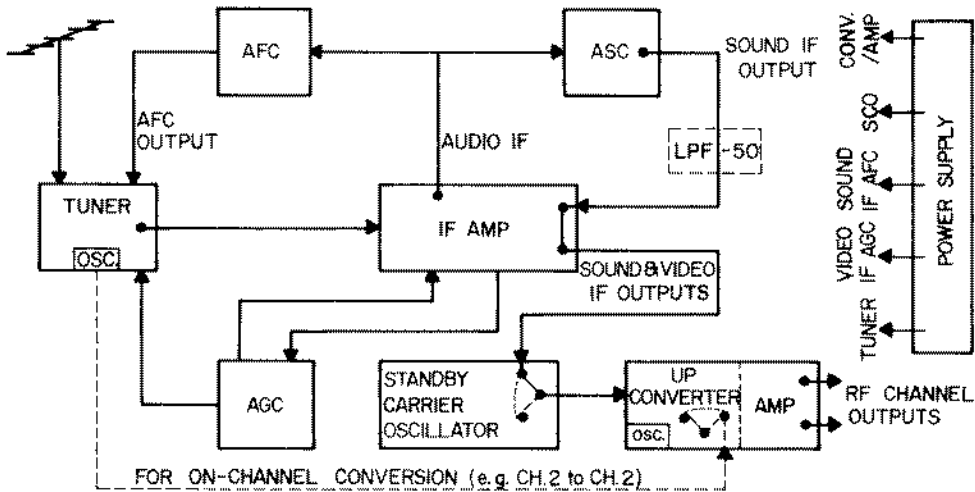 AFC
ASC
SOUND IF
OUTPUT
AFC
OUTPUT
AUDIO IF
LPF-50
TUNER
OSC.
IF AMP
SOUND&VIDEO
IF OUTPUTS
AGC
STANDBY
CARRIER
OSCILLATOR
UP
CONVERTER
OSC.
AMP
RF CHANNEL
OUTPUTS
FOR ON-CHANNEL CONVERSION (e.g. CH.2 to CH.2)
CONV.
/AMP
SCO
SOUND
IF AFC
VIDEO
IF AGC
TUNER
POWER SUPPLY